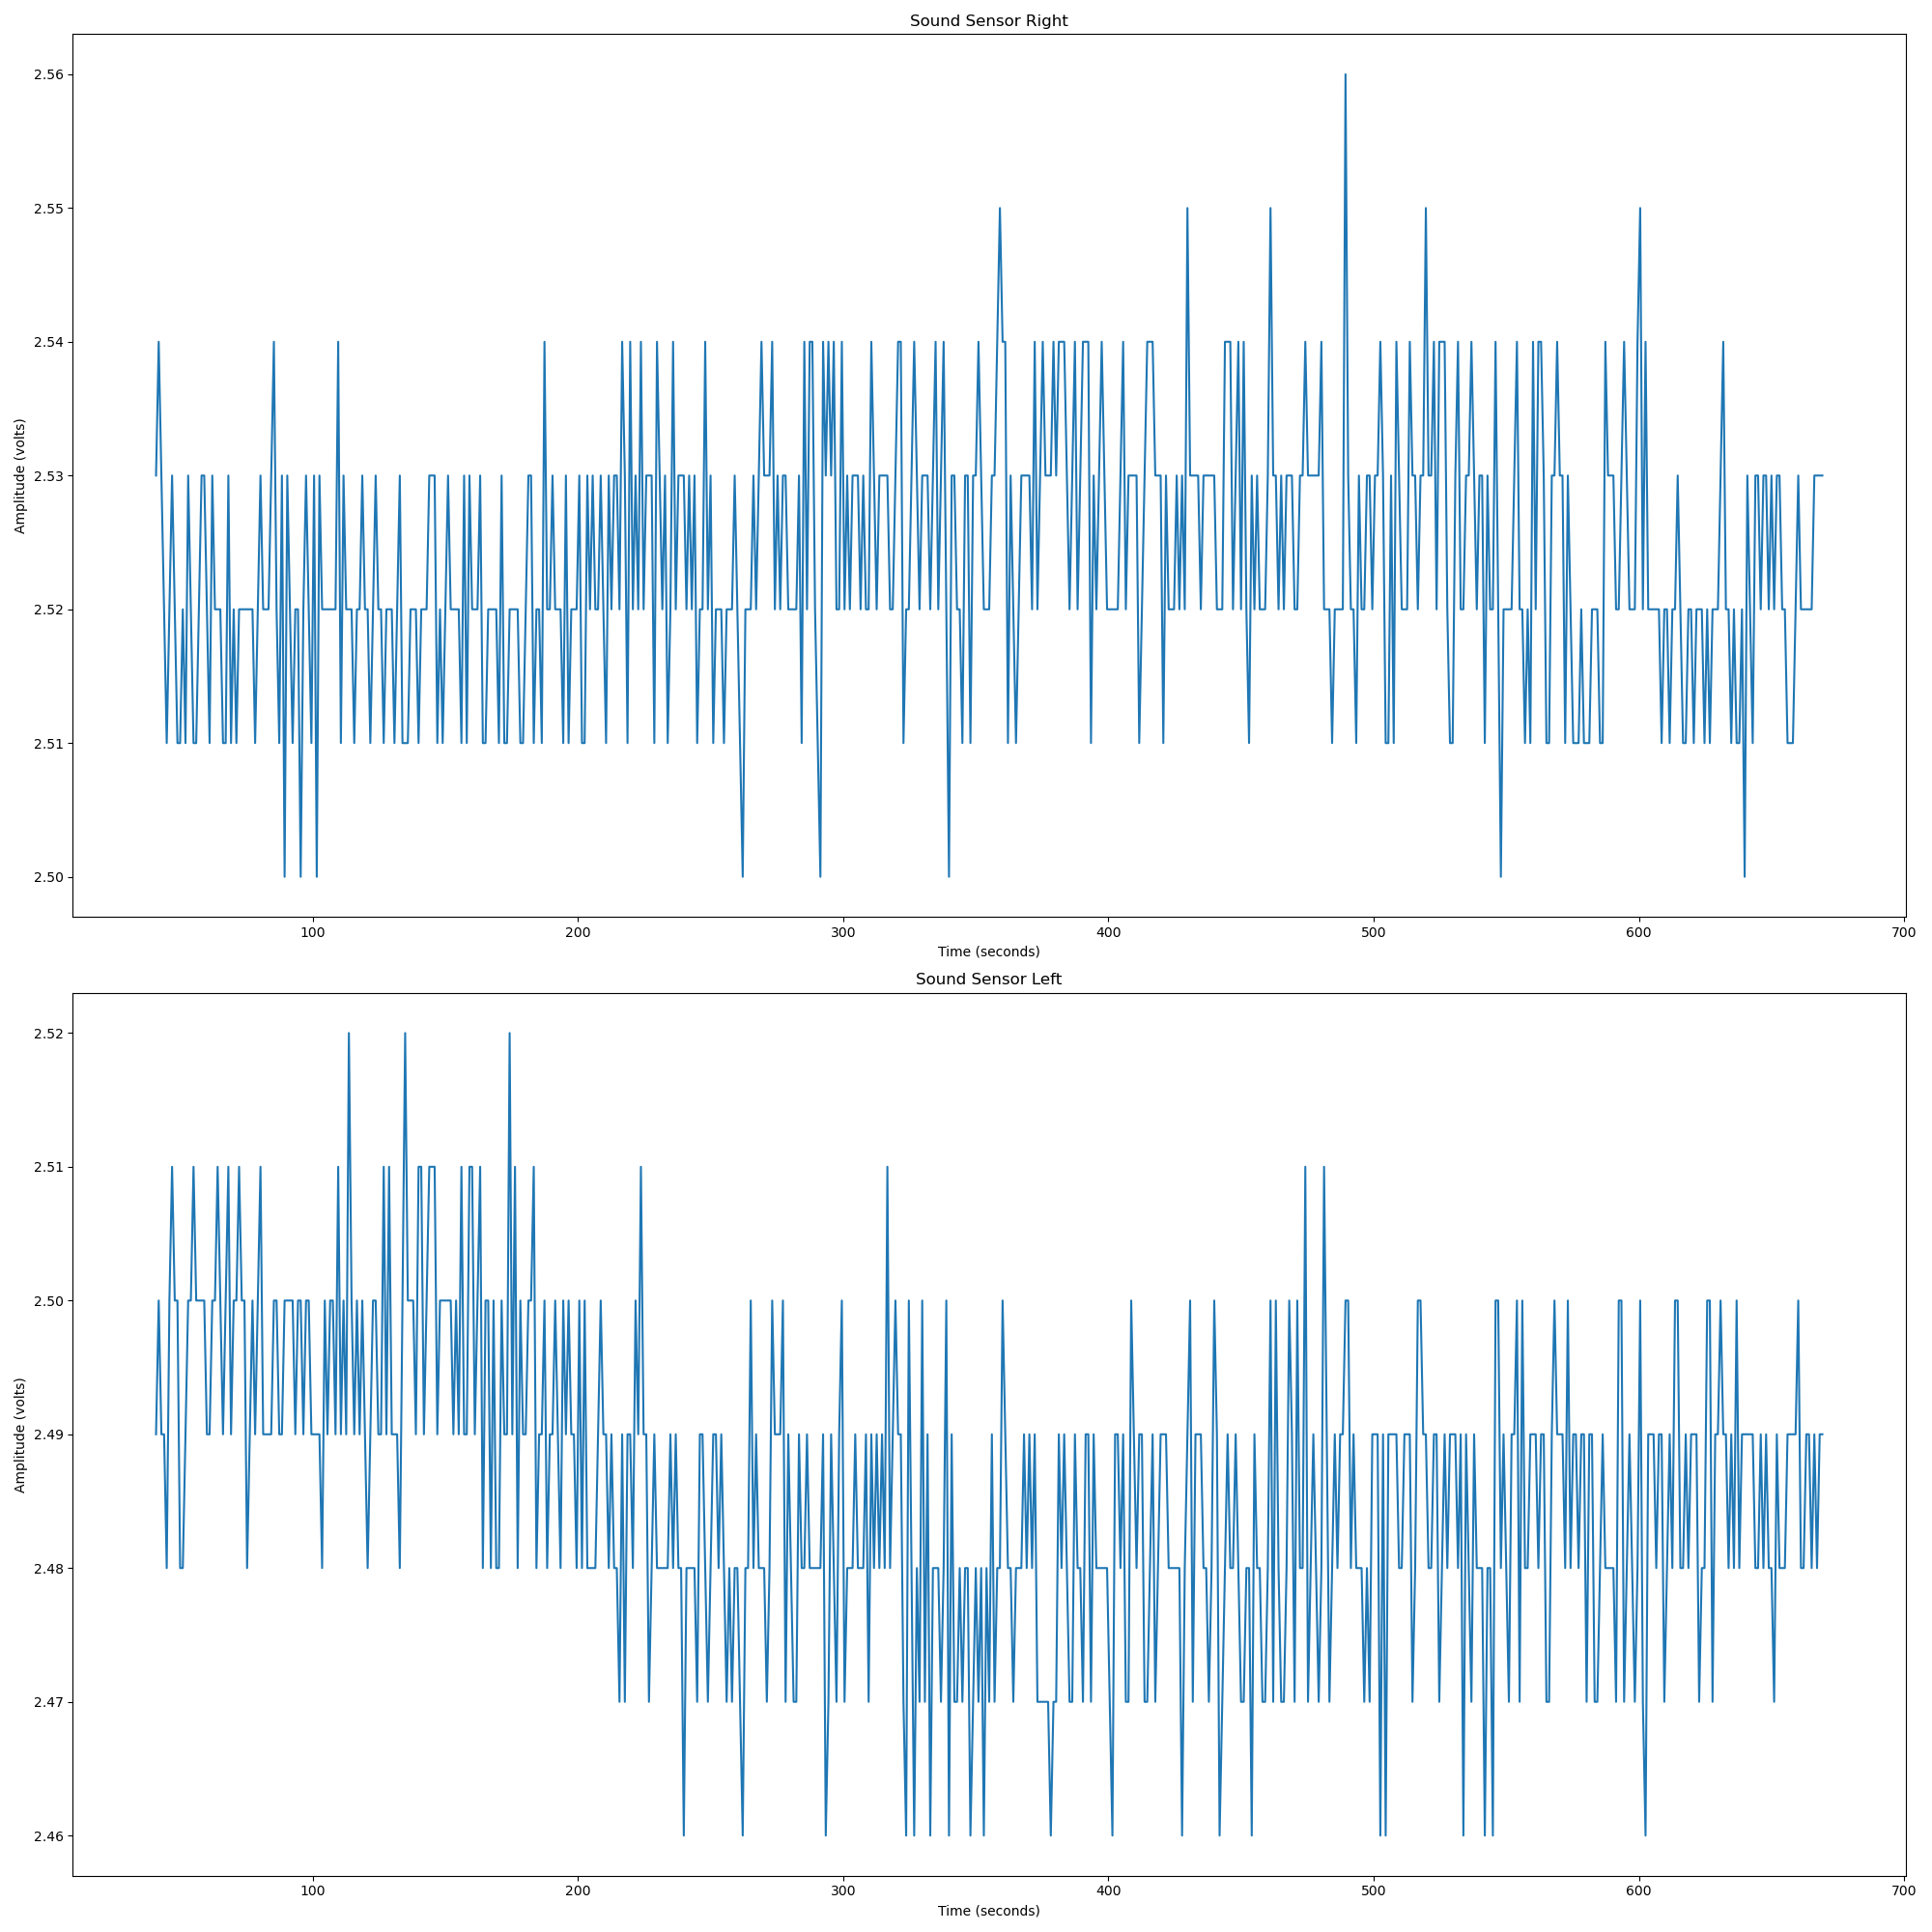 Sound Sensor Right
2.56
2.55
2.54
2.53
2.52
2.51
2.50
Amplitude (volts)
100 200 300 400 500 600 700
Time (seconds)
Sound Sensor Left
2.52
2.51
2.50
2.49
2.48
2.47
2.46
Amplitude (volts)
100 200 300 400 500 600 700
Time (seconds)